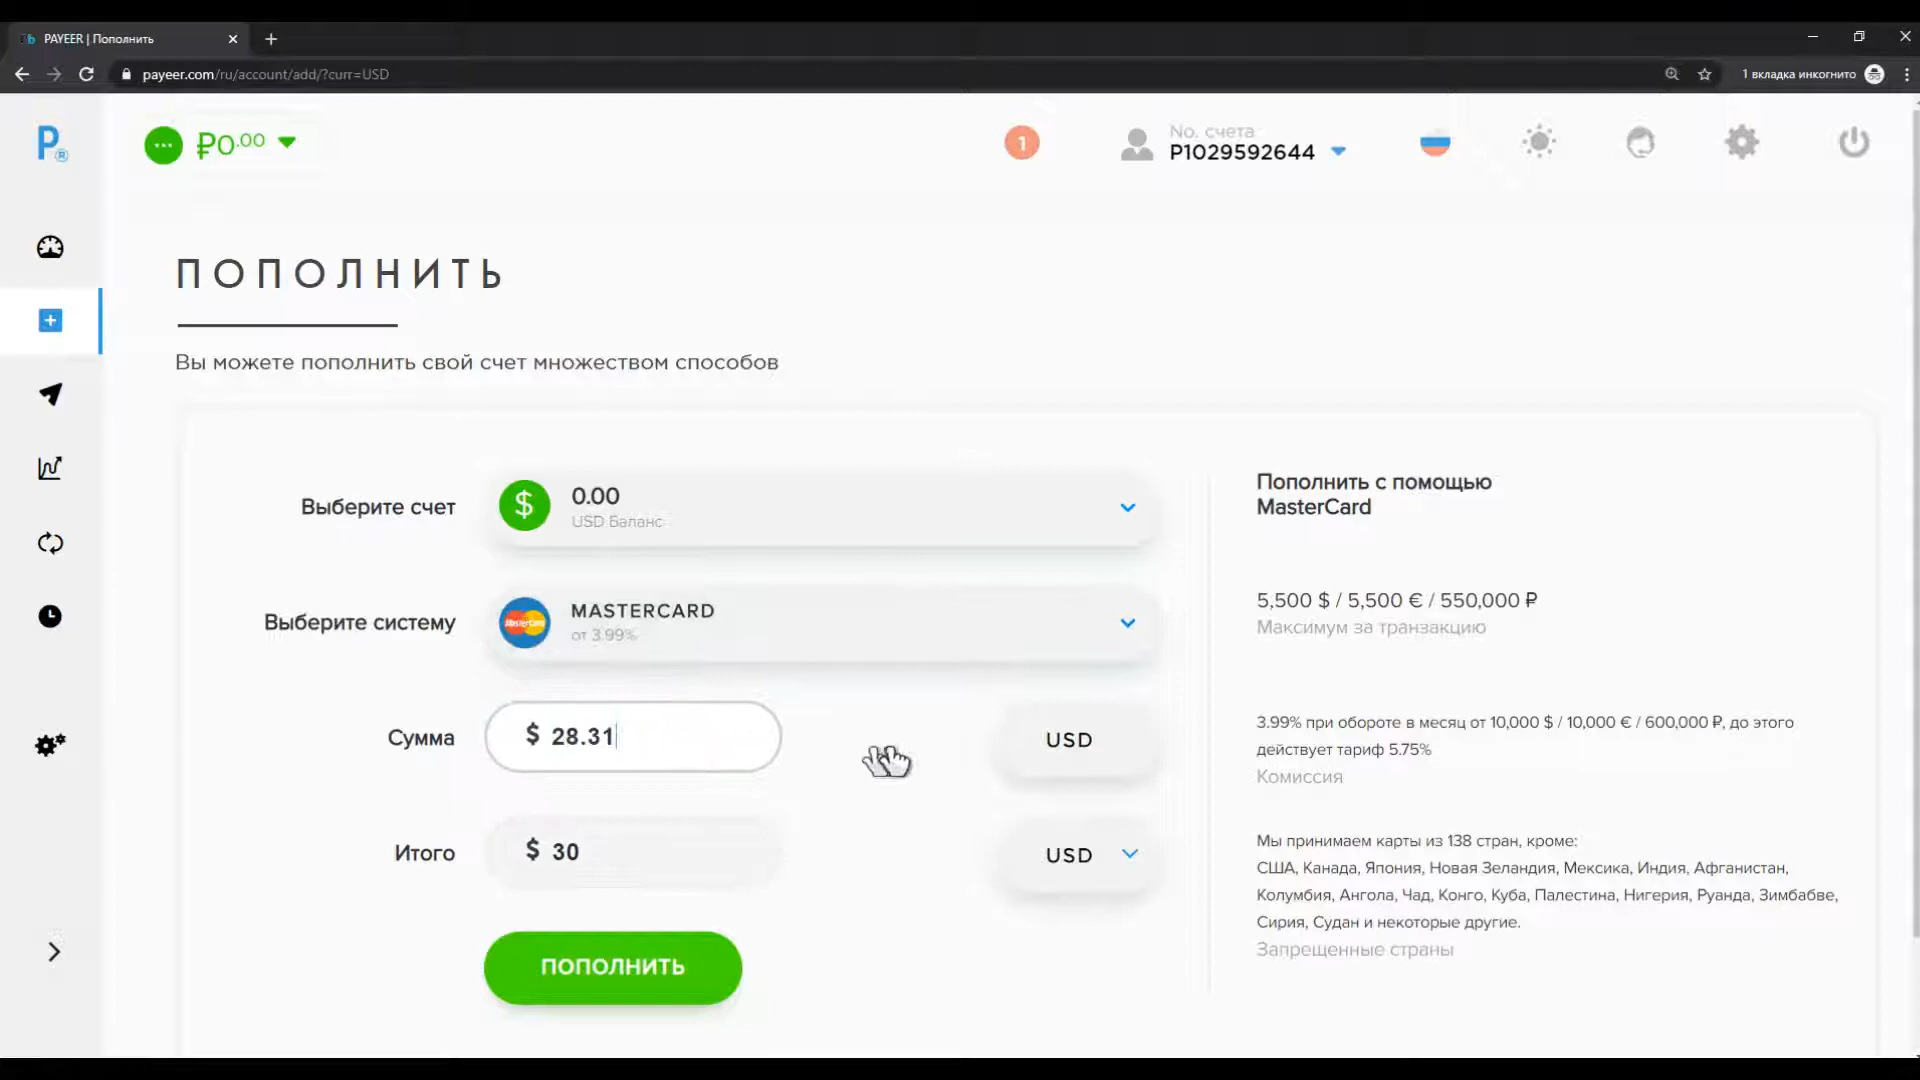 PAYEER | Пополнить
payeer.com/ru/account/add/?curr=USD
1 вкладка инкогнито
P®
₽0.00
1
No. счета
P1029592644
ПОПОЛНИТЬ
Вы можете пополнить свой счет множеством способов
Выберите счет
$
0.00
USD Баланс
Выберите систему
MasterCard
MASTERCARD
от 3.99%
Сумма
$ 28.31
USD
Итого
$ 30
USD
ПОПОЛНИТЬ
Пополнить с помощью
MasterCard
5,500 $ / 5,500 € / 550,000 ₽
Максимум за транзакцию
3.99% при обороте в месяц от 10,000 $ / 10,000 € / 600,000 ₽, до этого
действует тариф 5.75%
Комиссия
Мы принимаем карты из 138 стран, кроме:
США, Канада, Япония, Новая Зеландия, Мексика, Индия, Афганистан,
Колумбия, Ангола, Чад, Конго, Куба, Палестина, Нигерия, Руанда, Зимбабве,
Сирия, Судан и некоторые другие.
Запрещенные страны